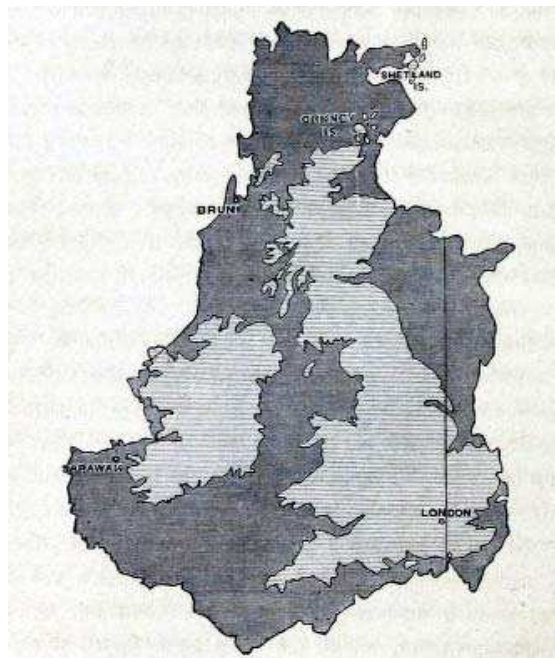 SHETLAND
IS.
ORKNEY
IS.
BRUNI
SARAWAK
LONDON